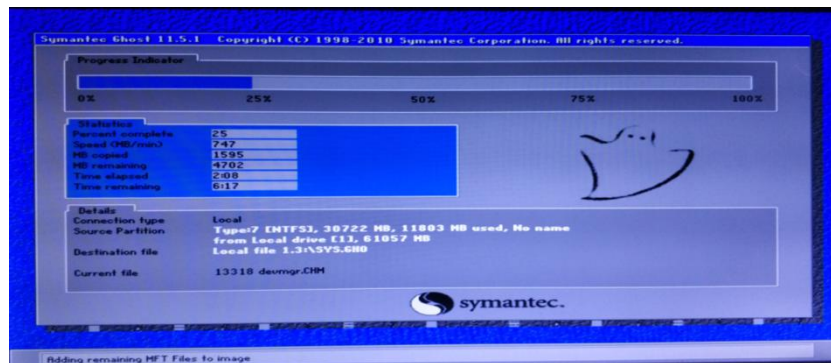 Symantec Ghost 11.5.1 Copyright (C) 1998-2010 Symantec Corporation. All rights reserved.
Progress Indicator
0% 25% 50% 75% 100%
Statistics
Percent complete 25
Speed (MB/min) 747
MB copied 1595
MB remaining 4702
Time elapsed 2:08
Time remaining 6:17
Details
Connection type Local
Source Partition Type:7 [NTFS], 30722 MB, 11803 MB used, No name
from Local drive [1], 61057 MB
Destination file Local file 1.3:\SYS.GHO
Current file 13318 devmgr.CHM
symantec.
Adding remaining MFT Files to image